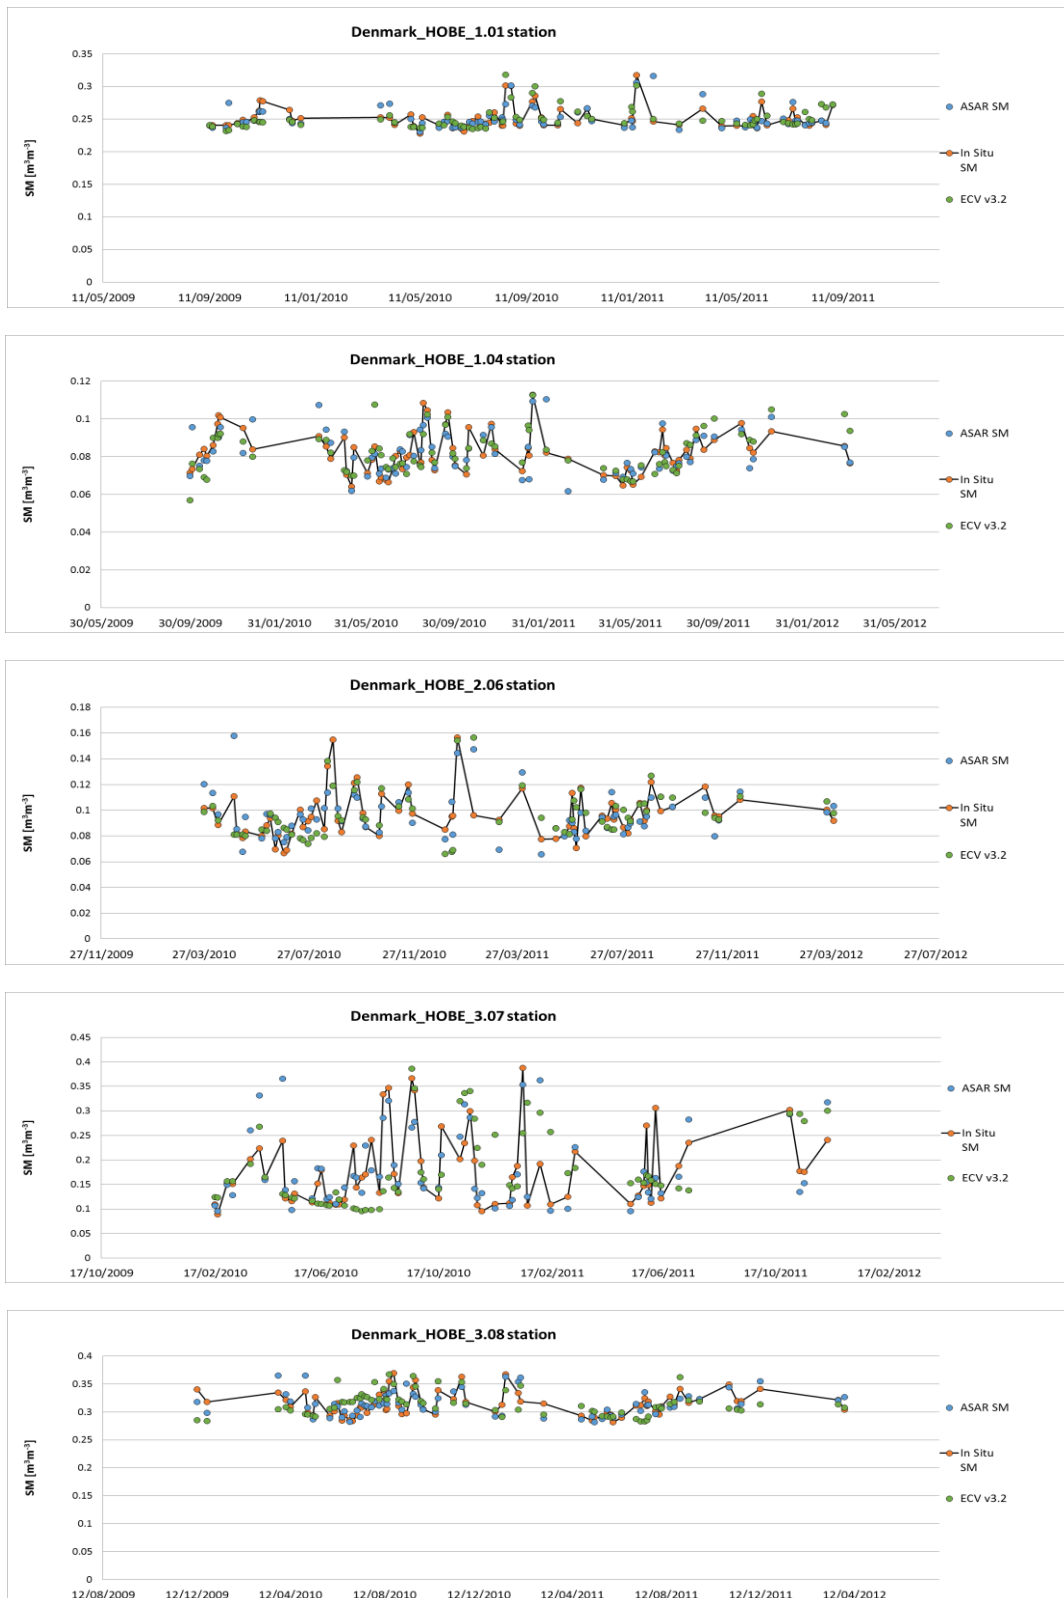 Denmark_HOBE_1.01 station
SM [m³m⁻³]
0.35
0.3
0.25
0.2
0.15
0.1
0.05
0
11/05/2009 11/09/2009 11/01/2010 11/05/2010 11/09/2010 11/01/2011 11/05/2011 11/09/2011
ASAR SM
In Situ
SM
ECV v3.2
Denmark_HOBE_1.04 station
SM [m³m⁻³]
0.12
0.1
0.08
0.06
0.04
0.02
0
30/05/2009 30/09/2009 31/01/2010 31/05/2010 30/09/2010 31/01/2011 31/05/2011 30/09/2011 31/01/2012 31/05/2012
ASAR SM
In Situ
SM
ECV v3.2
Denmark_HOBE_2.06 station
SM [m³m⁻³]
0.18
0.16
0.14
0.12
0.1
0.08
0.06
0.04
0.02
0
27/11/2009 27/03/2010 27/07/2010 27/11/2010 27/03/2011 27/07/2011 27/11/2011 27/03/2012 27/07/2012
ASAR SM
In Situ
SM
ECV v3.2
Denmark_HOBE_3.07 station
SM [m³m⁻³]
0.45
0.4
0.35
0.3
0.25
0.2
0.15
0.1
0.05
0
17/10/2009 17/02/2010 17/06/2010 17/10/2010 17/02/2011 17/06/2011 17/10/2011 17/02/2012
ASAR SM
In Situ
SM
ECV v3.2
Denmark_HOBE_3.08 station
SM [m³m⁻³]
0.4
0.35
0.3
0.25
0.2
0.15
0.1
0.05
0
12/08/2009 12/12/2009 12/04/2010 12/08/2010 12/12/2010 12/04/2011 12/08/2011 12/12/2011 12/04/2012
ASAR SM
In Situ
SM
ECV v3.2